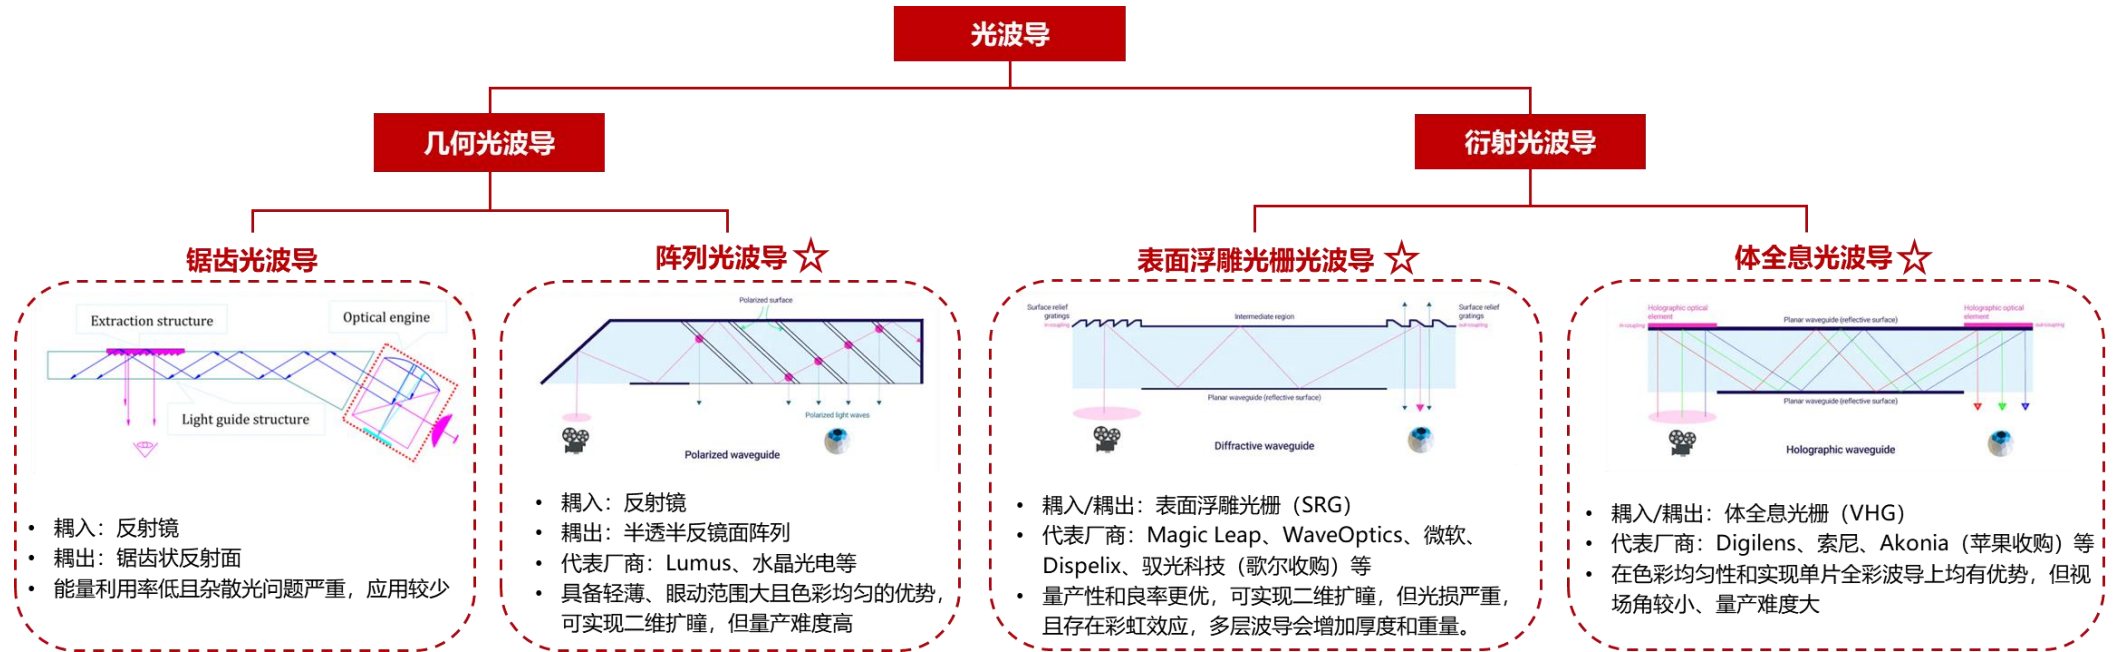 光波导
几何光波导
衍射光波导
锯齿光波导
阵列光波导☆
表面浮雕光栅光波导☆
体全息光波导☆
Extraction structure
Optical engine
Light guide structure
• 耦入：反射镜
• 耦出：锯齿状反射面
• 能量利用率低且杂散光问题严重，应用较少
Polarized surface
Polarized light waves
Polarized waveguide
• 耦入：反射镜
• 耦出：半透半反镜面阵列
• 代表厂商：Lumus、水晶光电等
• 具备轻薄、眼动范围大且色彩均匀的优势，
可实现二维扩瞳，但量产难度高
Surface relief
gratings
in-coupling
Intermediate region
Surface relief
gratings
out-coupling
Planar waveguide (reflective surface)
Diffractive waveguide
• 耦入/耦出：表面浮雕光栅（SRG）
• 代表厂商：Magic Leap、WaveOptics、微软、
Dispelix、驭光科技（歌尔收购）等
• 量产性和良率更优，可实现二维扩瞳，但光损严重，
且存在彩虹效应，多层波导会增加厚度和重量。
Holographic optical
element
in-coupling
Planar waveguide (reflective surface)
Holographic optical
element
out-coupling
Planar waveguide (reflective surface)
Holographic waveguide
• 耦入/耦出：体全息光栅（VHG）
• 代表厂商：Digilens、索尼、Akonia（苹果收购）等
• 在色彩均匀性和实现单片全彩波导上均有优势，但视
场角较小、量产难度大